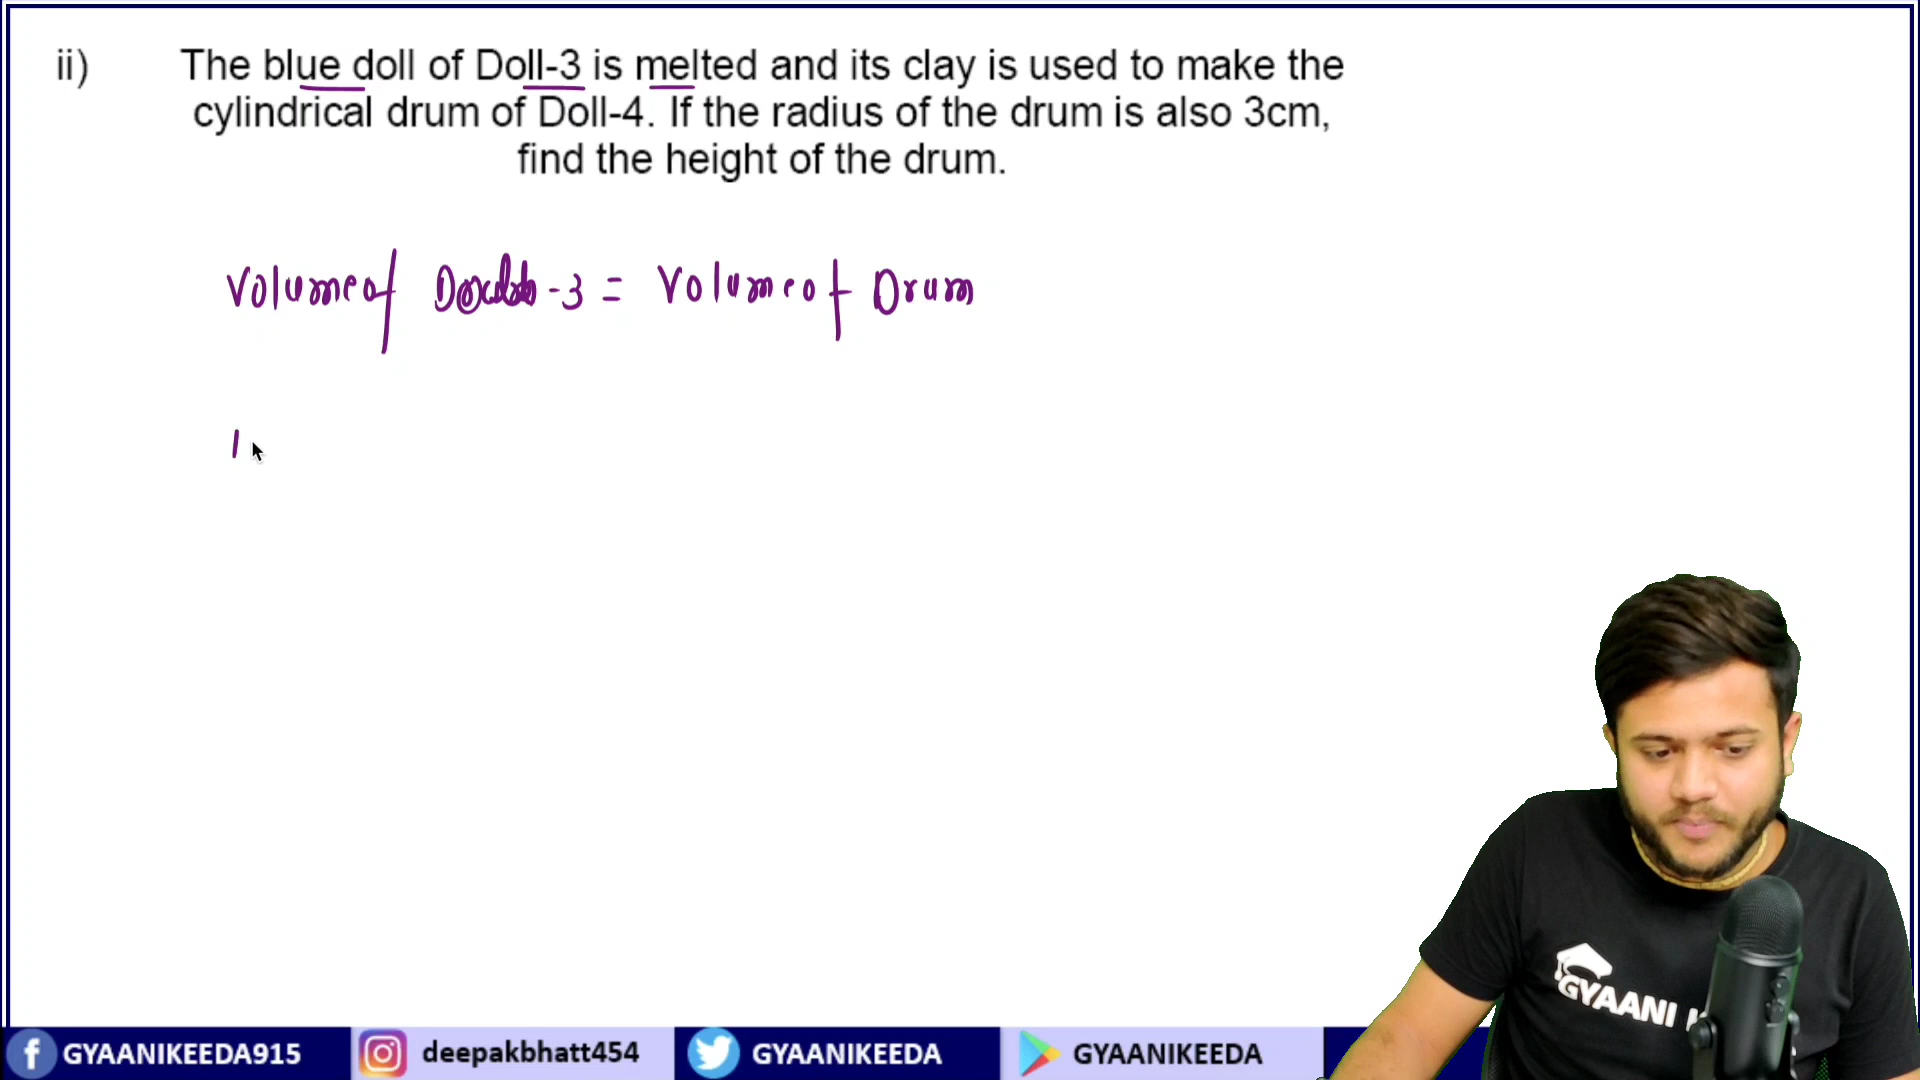 ii) The blue doll of Doll-3 is melted and its clay is used to make the
cylindrical drum of Doll-4. If the radius of the drum is also 3cm,
find the height of the drum.
Volume of -3 = Volume of Drum
GYAANI K
GYAANIKEEDA915 deepakbhatt454 GYAANIKEEDA GYAANIKEEDA